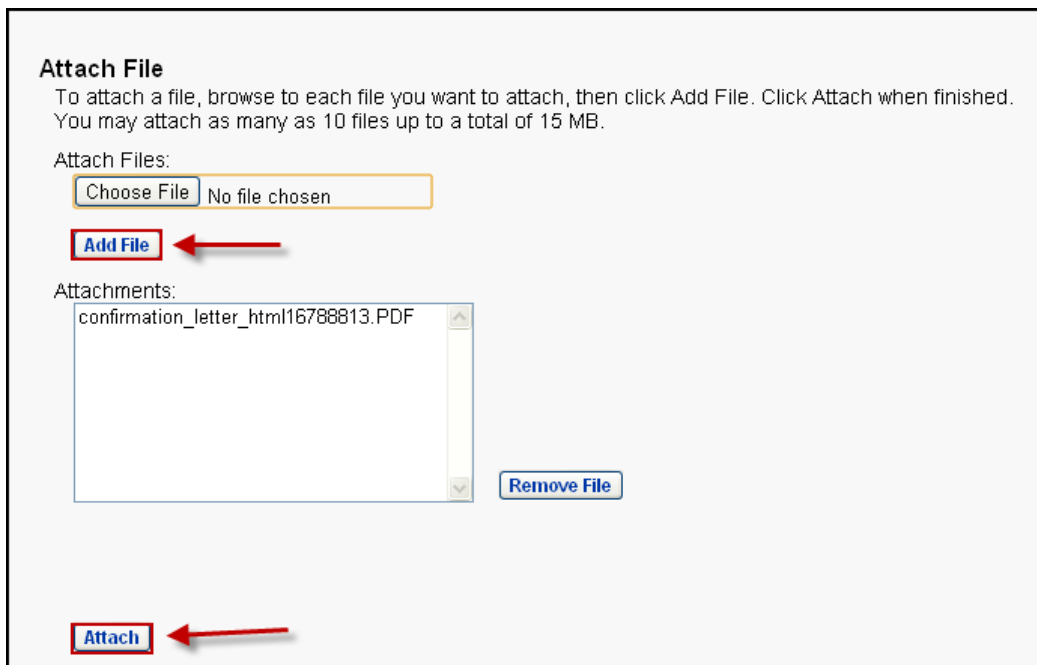 Attach File
To attach a file, browse to each file you want to attach, then click Add File. Click Attach when finished.
You may attach as many as 10 files up to a total of 15 MB.
Attach Files:
Choose File No file chosen
Add File
Attachments:
confirmation_letter_html16788813.PDF
Remove File
Attach